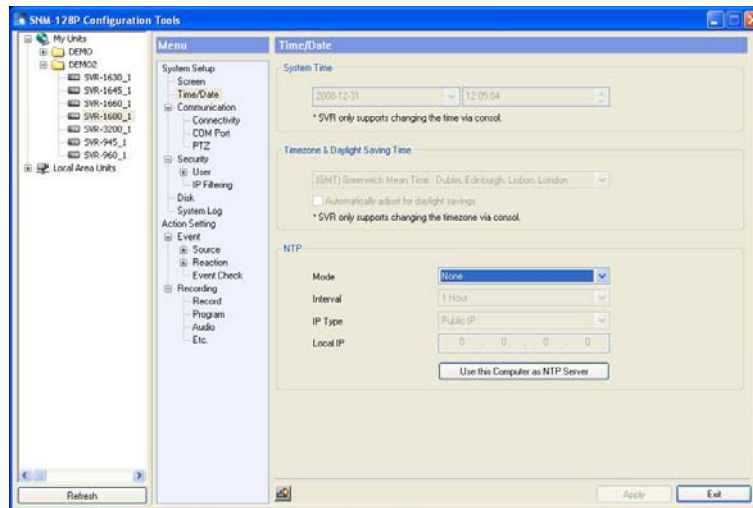 SNM-128P Configuration Tools
My Units
DEMO
DEMO2
SVR-1630_1
SVR-1645_1
SVR-1660_1
SVR-1680_1
SVR-3200_1
SVR-945_1
SVR-960_1
Local Area Units
Refresh
Menu
System Setup
Screen
Time/Date
Communication
Connectivity
COM Port
PTZ
Security
User
IP Filtering
Disk
System Log
Action Setting
Event
Source
Reaction
Event Check
Recording
Record
Program
Audio
Etc.
Time/Date
System Time
2000-12-31
12:05:04
* SVR only supports changing the time via consol.
Timezone & Daylight Saving Time
(GMT) Greenwich Mean Time : Dublin, Edinburgh, Lisbon, London
Automatically adjust for daylight savings
* SVR only supports changing the timezone via consol.
NTP
Mode
None
Interval
1 Hour
IP Type
Public IP
Local IP
0 . 0 . 0 . 0
Use this Computer as NTP Server
Apply
Exit